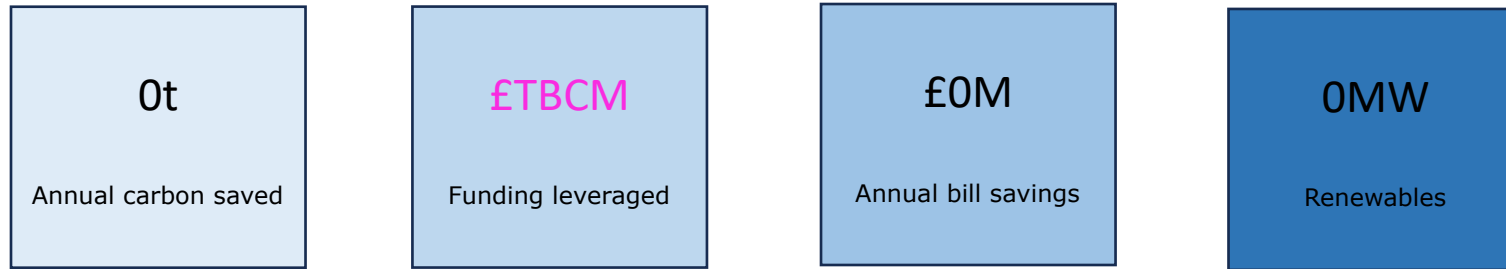 0t
Annual carbon saved
£TBCM
Funding leveraged
£0M
Annual bill savings
0MW
Renewables